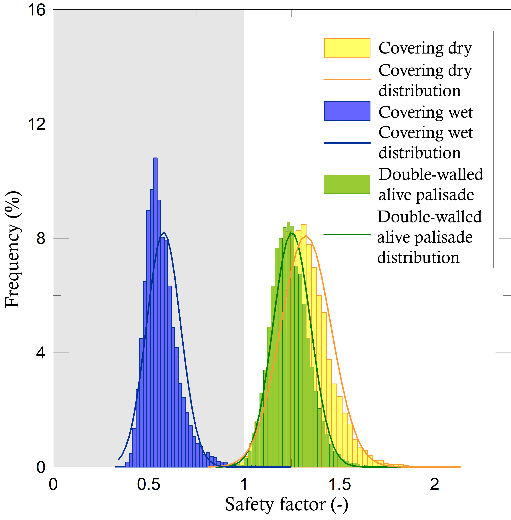 16
12
8
4
0
Frequency (%)
0
0.5
1
1.5
2
Safety factor (-)
Covering dry
Covering dry
distribution
Covering wet
Covering wet
distribution
Double-walled
alive palisade
Double-walled
alive palisade
distribution